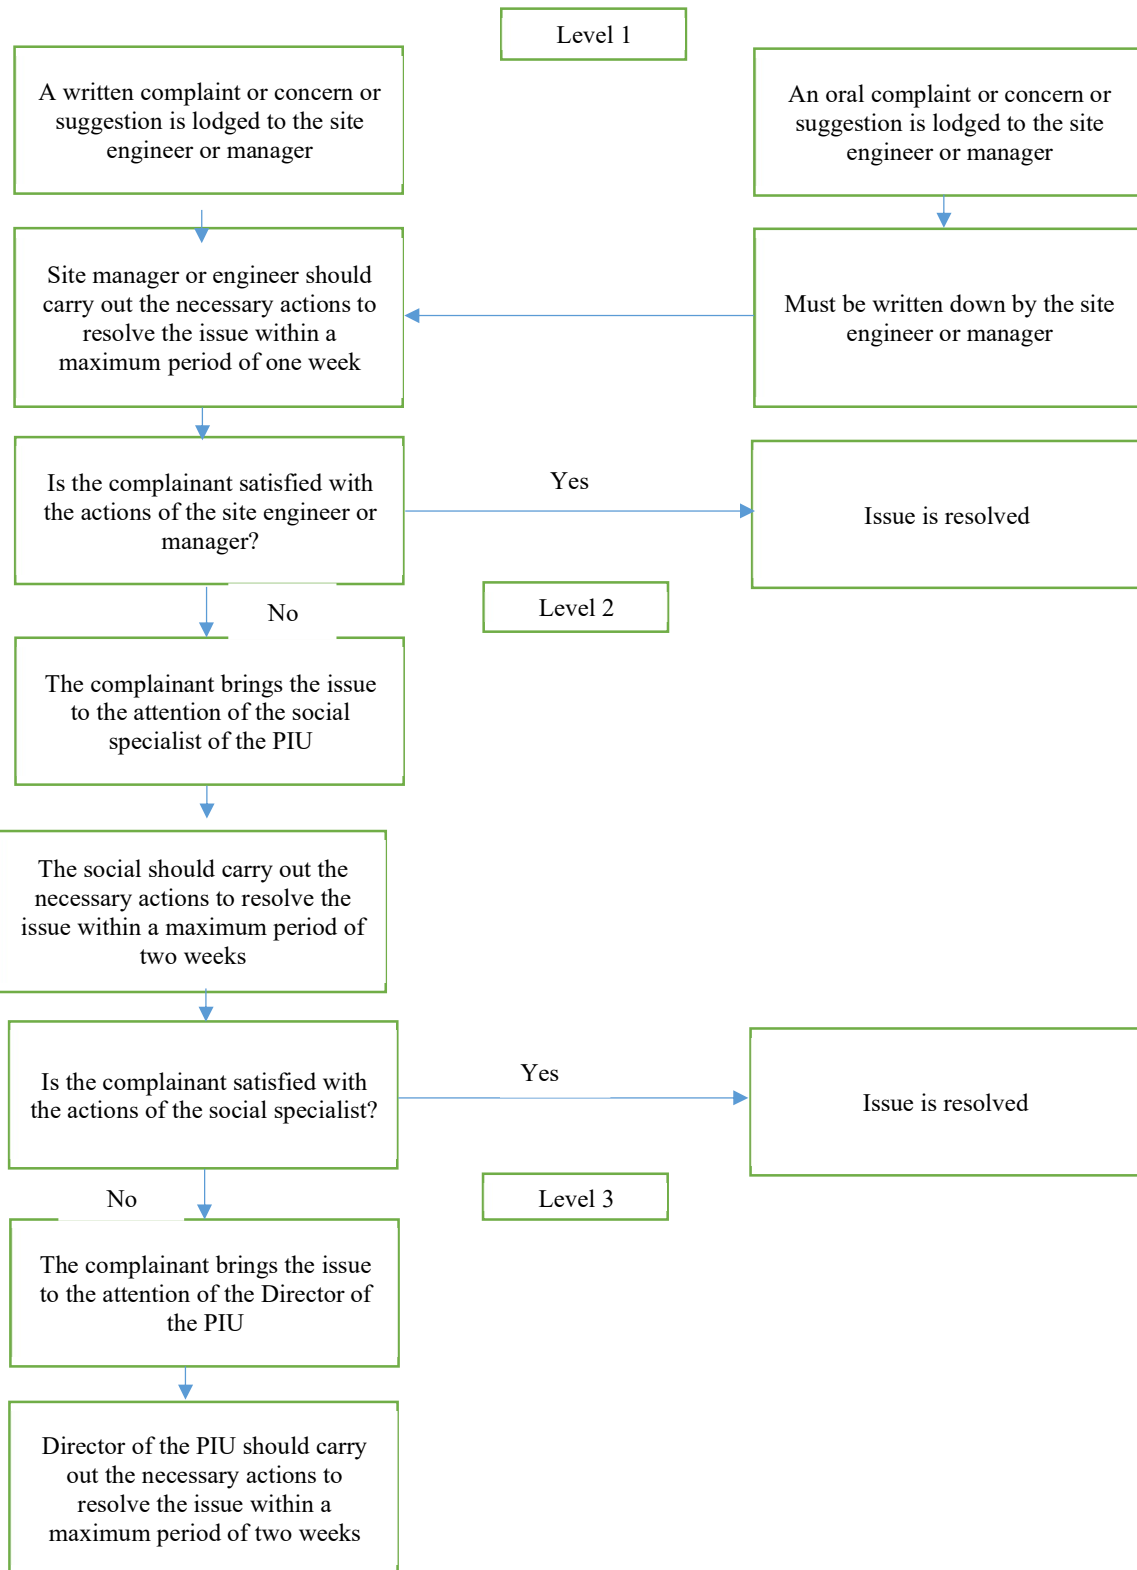 Level 1
A written complaint or concern or
suggestion is lodged to the site
engineer or manager
An oral complaint or concern or
suggestion is lodged to the site
engineer or manager
Site manager or engineer should
carry out the necessary actions to
resolve the issue within a
maximum period of one week
Must be written down by the site
engineer or manager
Is the complainant satisfied with
the actions of the site engineer or
manager?
Yes
Issue is resolved
No
Level 2
The complainant brings the issue
to the attention of the social
specialist of the PIU
The social should carry out the
necessary actions to resolve the
issue within a maximum period of
two weeks
Is the complainant satisfied with
the actions of the social specialist?
Yes
Issue is resolved
No
Level 3
The complainant brings the issue
to the attention of the Director of
the PIU
Director of the PIU should carry
out the necessary actions to
resolve the issue within a
maximum period of two weeks